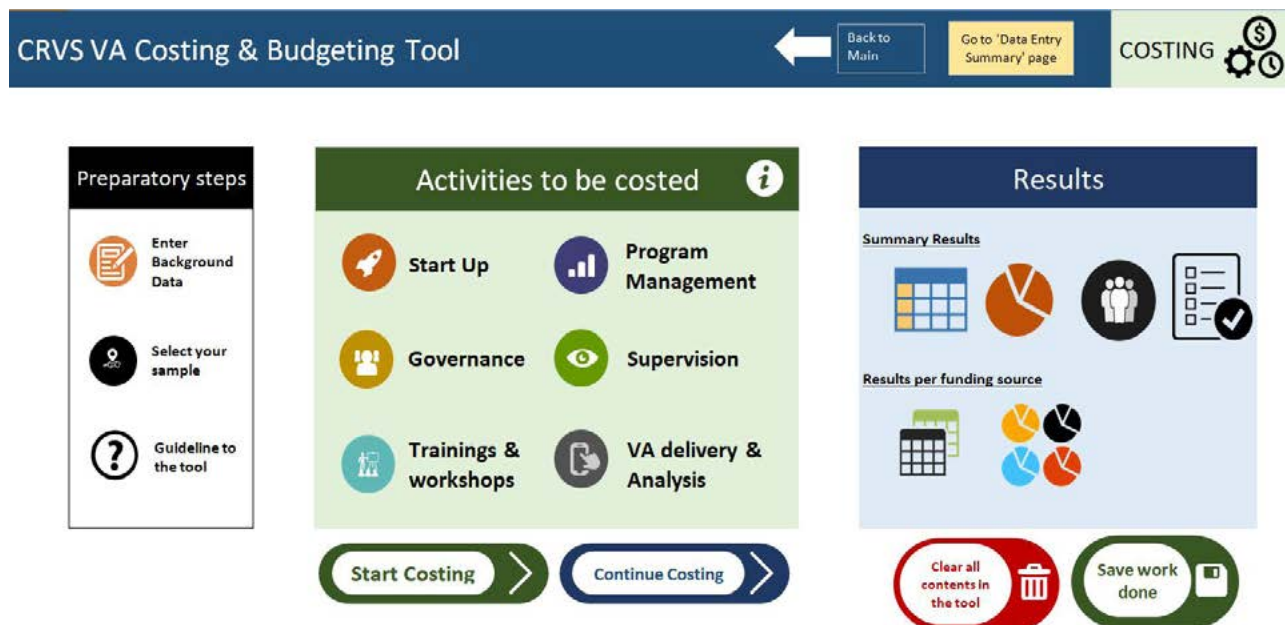 CRVS VA Costing & Budgeting Tool
Back to
Main
Go to 'Data Entry
Summary' page
COSTING
Preparatory steps
Enter
Background
Data
Select your
sample
?
Guideline to
the tool
Activities to be costed
i
Start Up
Program
Management
Governance
Supervision
Trainings &
workshops
VA delivery &
Analysis
Start Costing
Continue Costing
Results
Summary Results
Results per funding source
Clear all
contents in
the tool
Save work
done